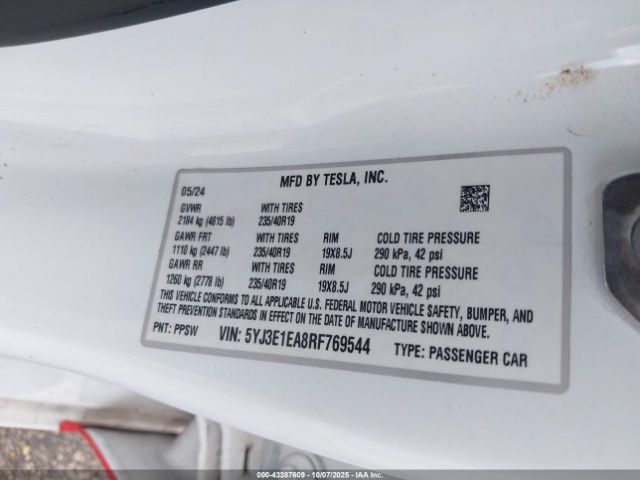 MFD BY TESLA, INC.
05/24
GVWR WITH TIRES
2184 kg (4815 lb) 235/40R19
GAWR FRT WITH TIRES RIM COLD TIRE PRESSURE
1110 kg (2447 lb) 235/40R19 19X8.5J 290 kPa, 42 psi
GAWR RR WITH TIRES RIM COLD TIRE PRESSURE
1260 kg (2778 lb) 235/40R19 19X8.5J 290 kPa, 42 psi
THIS VEHICLE CONFORMS TO ALL APPLICABLE U.S. FEDERAL MOTOR VEHICLE SAFETY, BUMPER, AND
THEFT PREVENTION STANDARDS IN EFFECT ON THE DATE OF MANUFACTURE SHOWN ABOVE.
PNT: PPSW VIN: 5YJ3E1EA8RF769544 TYPE: PASSENGER CAR
000-43387609 - 10/07/2025 - IAA Inc.